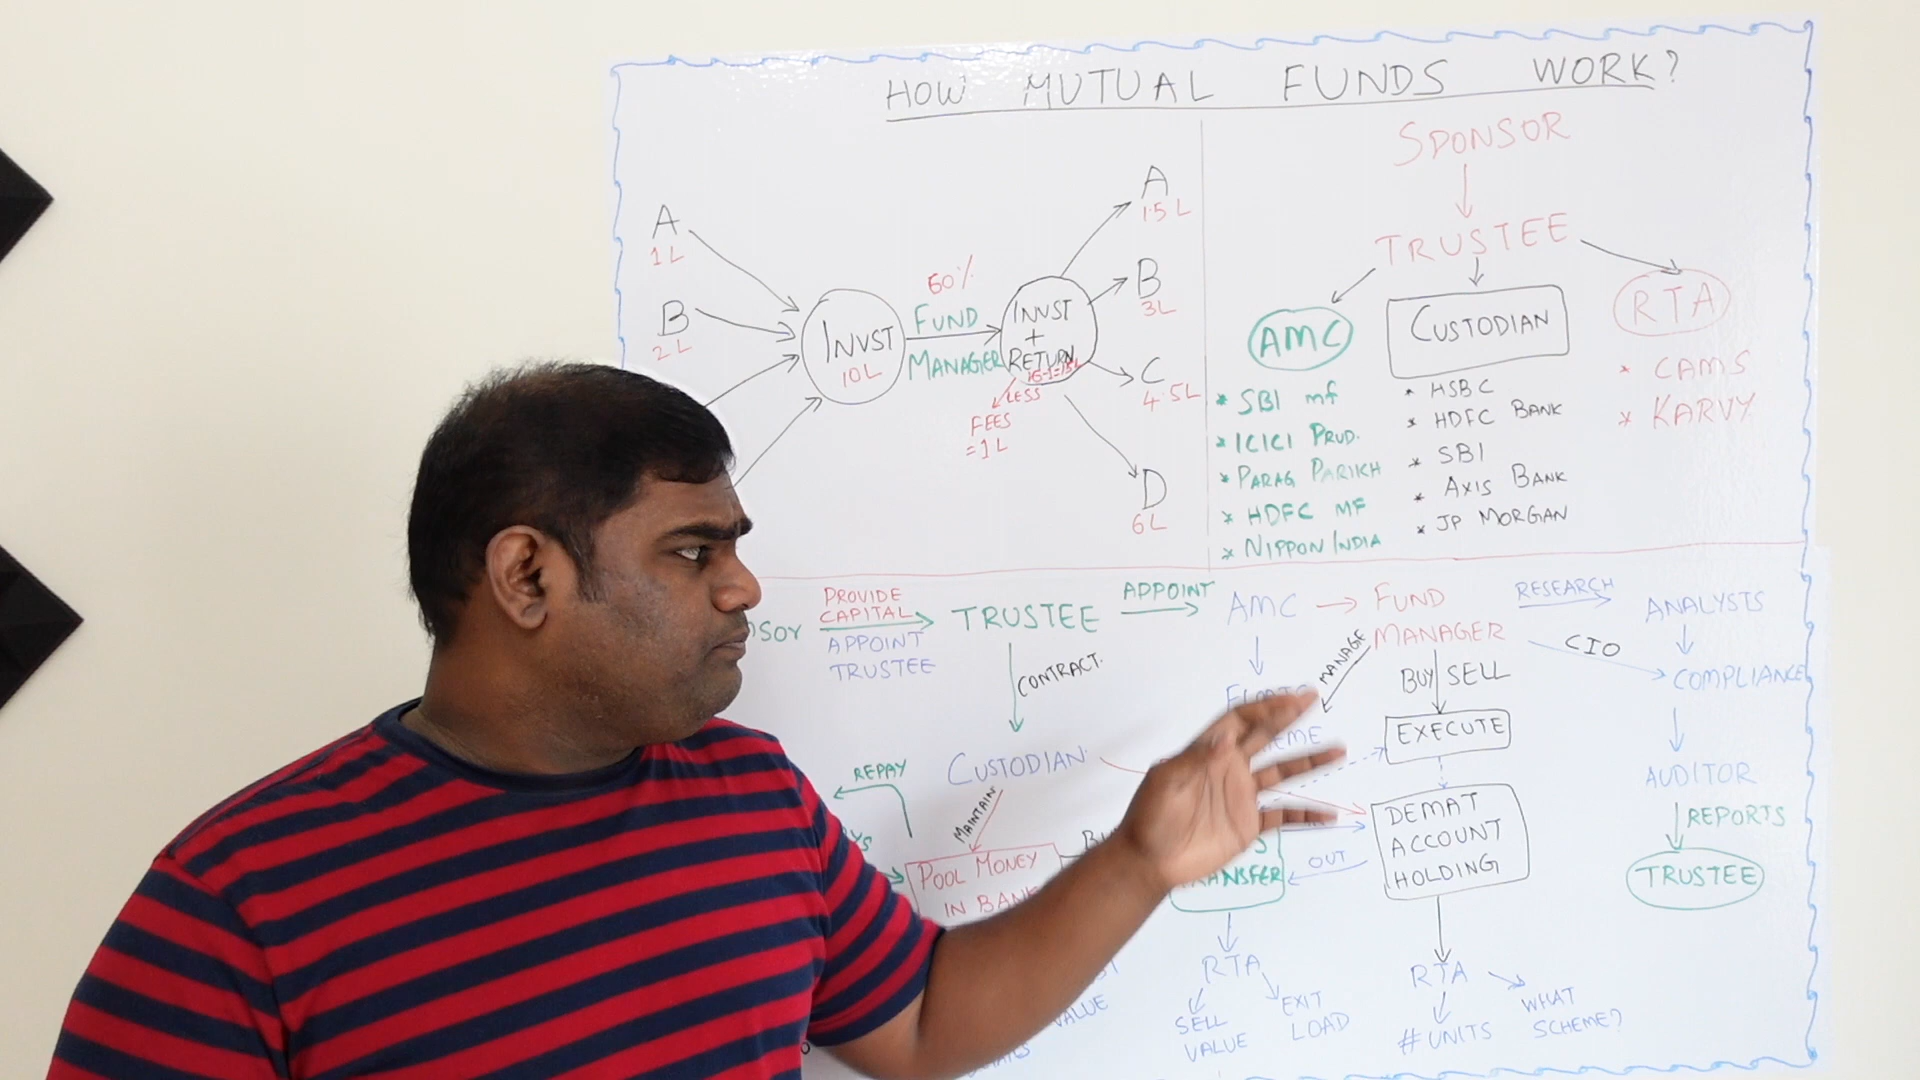 HOW MUTUAL FUNDS WORK?
A
1L
B
2L
INVST
10L
60%
FUND
MANAGER
INVST
+
RETURN
16-1=15L
LESS
FEES
=1L
A
1.5L
B
3L
C
4.5L
D
6L
SPONSOR
TRUSTEE
AMC
* SBI mf
* ICICI PRUD.
* PARAG PARIKH
* HDFC MF
* NIPPON INDIA
CUSTODIAN
* HSBC
* HDFC BANK
* SBI
* AXIS BANK
* JP MORGAN
RTA
* CAMS
* KARVY
PROVIDE
CAPITAL
APPOINT
TRUSTEE
TRUSTEE
APPOINT
AMC
FUND
MANAGER
RESEARCH
ANALYSTS
CIO
COMPLIANCE
AUDITOR
REPORTS
TRUSTEE
CONTRACT.
MANAGE
BUY SELL
EXECUTE
CUSTODIAN
REPAY
MAINTAIN
POOL MONEY
IN BANK
OUT
DEMAT
ACCOUNT
HOLDING
RTA
SELL
VALUE
EXIT
LOAD
RTA
# UNITS
WHAT
SCHEME?
VALUE